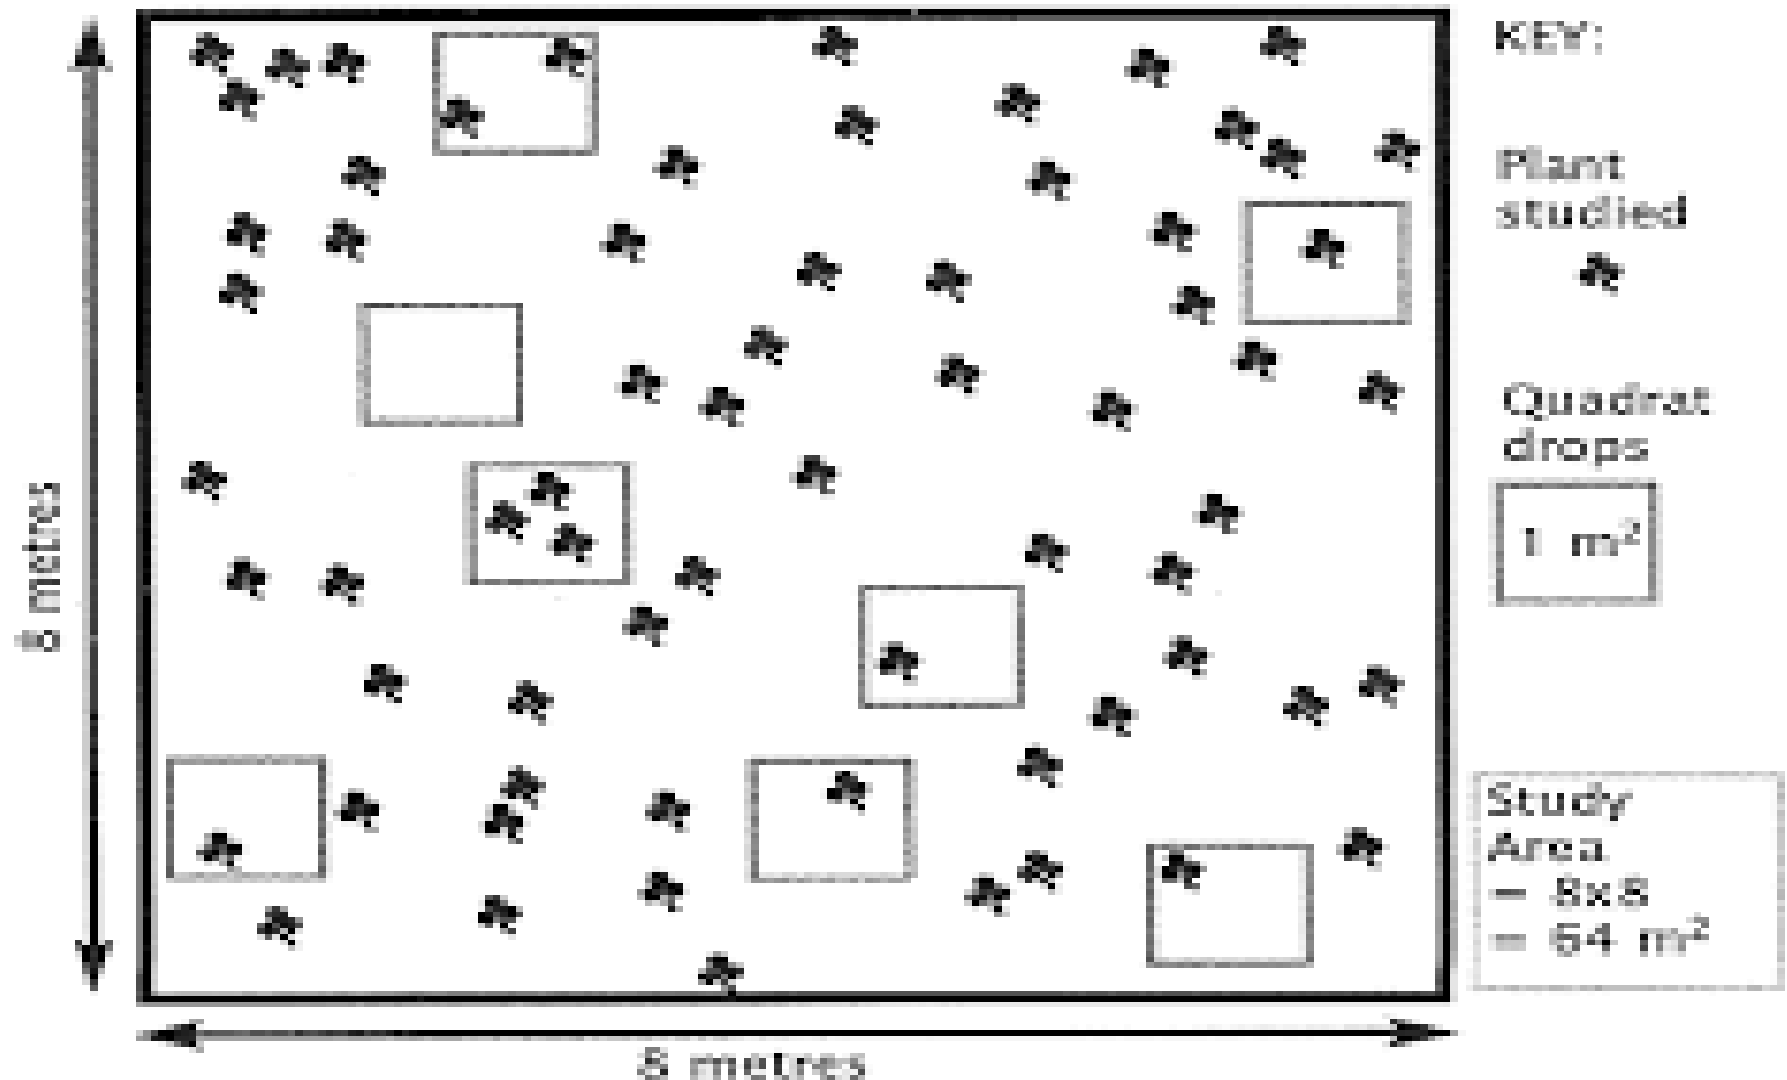 KEY:
Plant
studied
Quadrat
drops
1 m²
8 metres
Study
Area
= 8x8
= 64 m²
8 metres